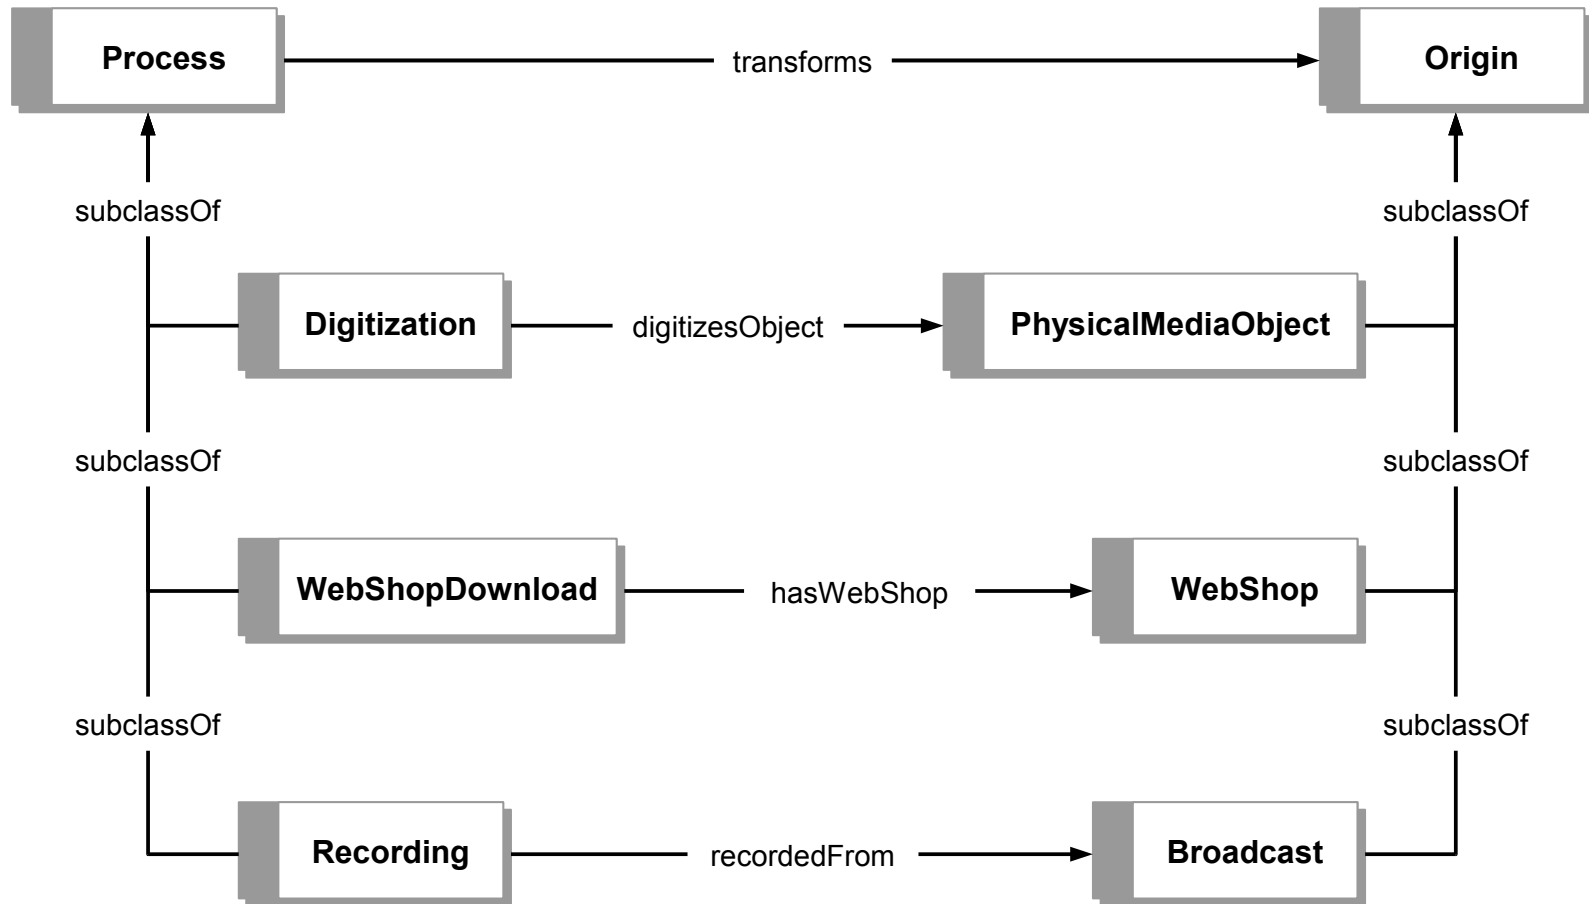 Process
transforms
Origin
subclassOf
subclassOf
Digitization
digitizesObject
PhysicalMediaObject
subclassOf
subclassOf
WebShopDownload
hasWebShop
WebShop
subclassOf
subclassOf
Recording
recordedFrom
Broadcast